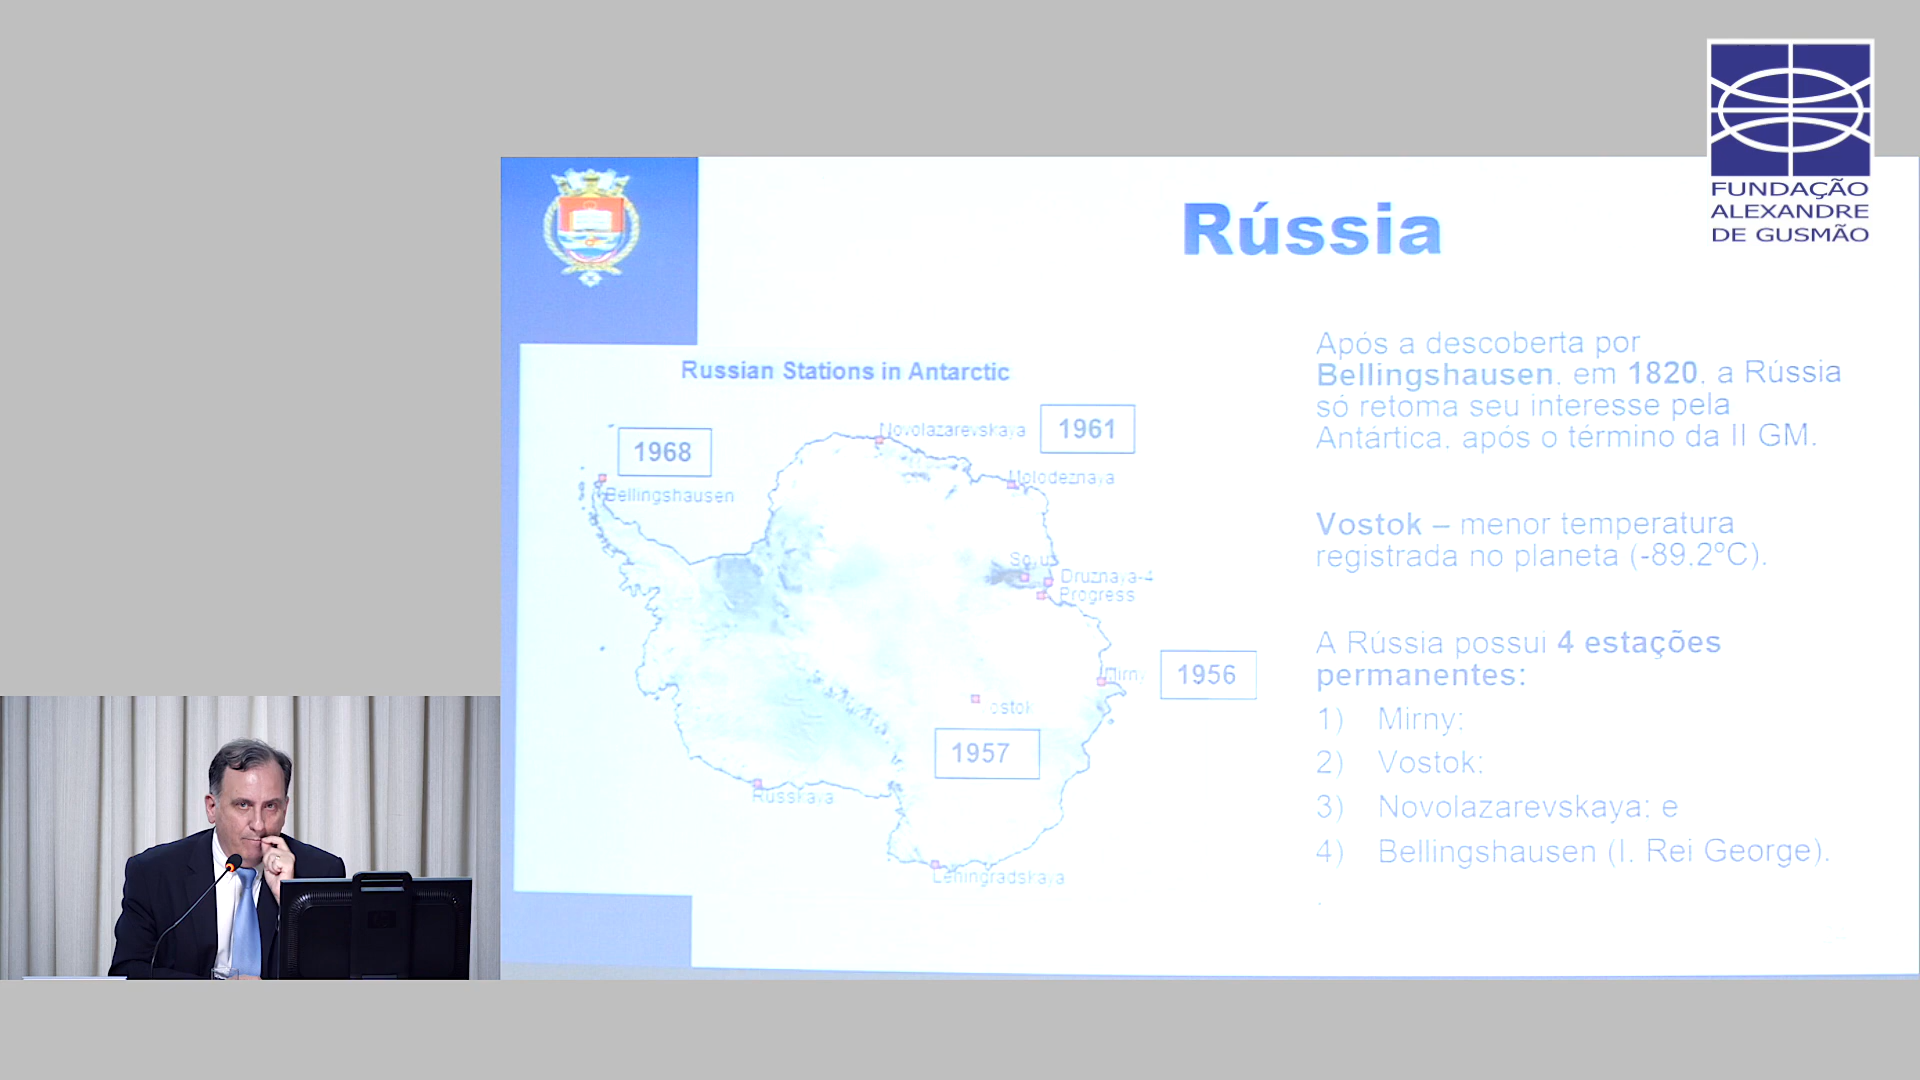 FUNDAÇÃO
ALEXANDRE
DE GUSMÃO
Rússia
Russian Stations in Antarctic
1968
Bellingshausen
Novolazarevskaya
1961
Molodeznaya
Druznaya-4
Progress
Mirny
1956
1957
Russkaya
Leningradskaya
Após a descoberta por
Bellingshausen, em 1820, a Rússia
só retoma seu interesse pela
Antártica, após o término da II GM.
Vostok – menor temperatura
registrada no planeta (-89.2ºC).
A Rússia possui 4 estações
permanentes:
1) Mirny;
2) Vostok;
3) Novolazarevskaya; e
4) Bellingshausen (I. Rei George).